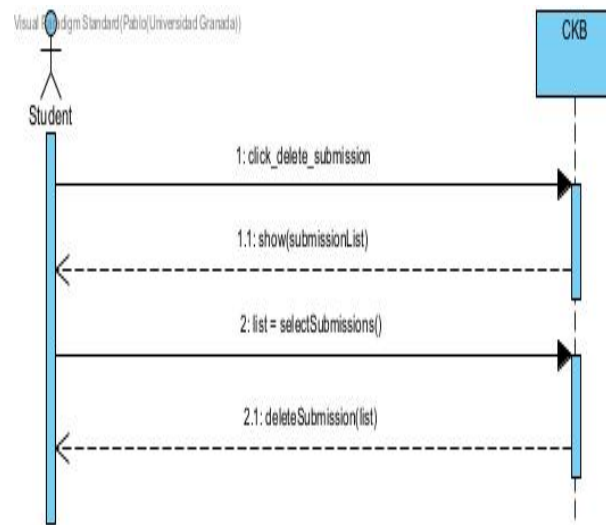 Visual Paradigm Standard(Pablo(Universidad Granada))
CKB
Student
1: click_delete_submission
1.1: show(submissionList)
2: list = selectSubmissions()
2.1: deleteSubmission(list)